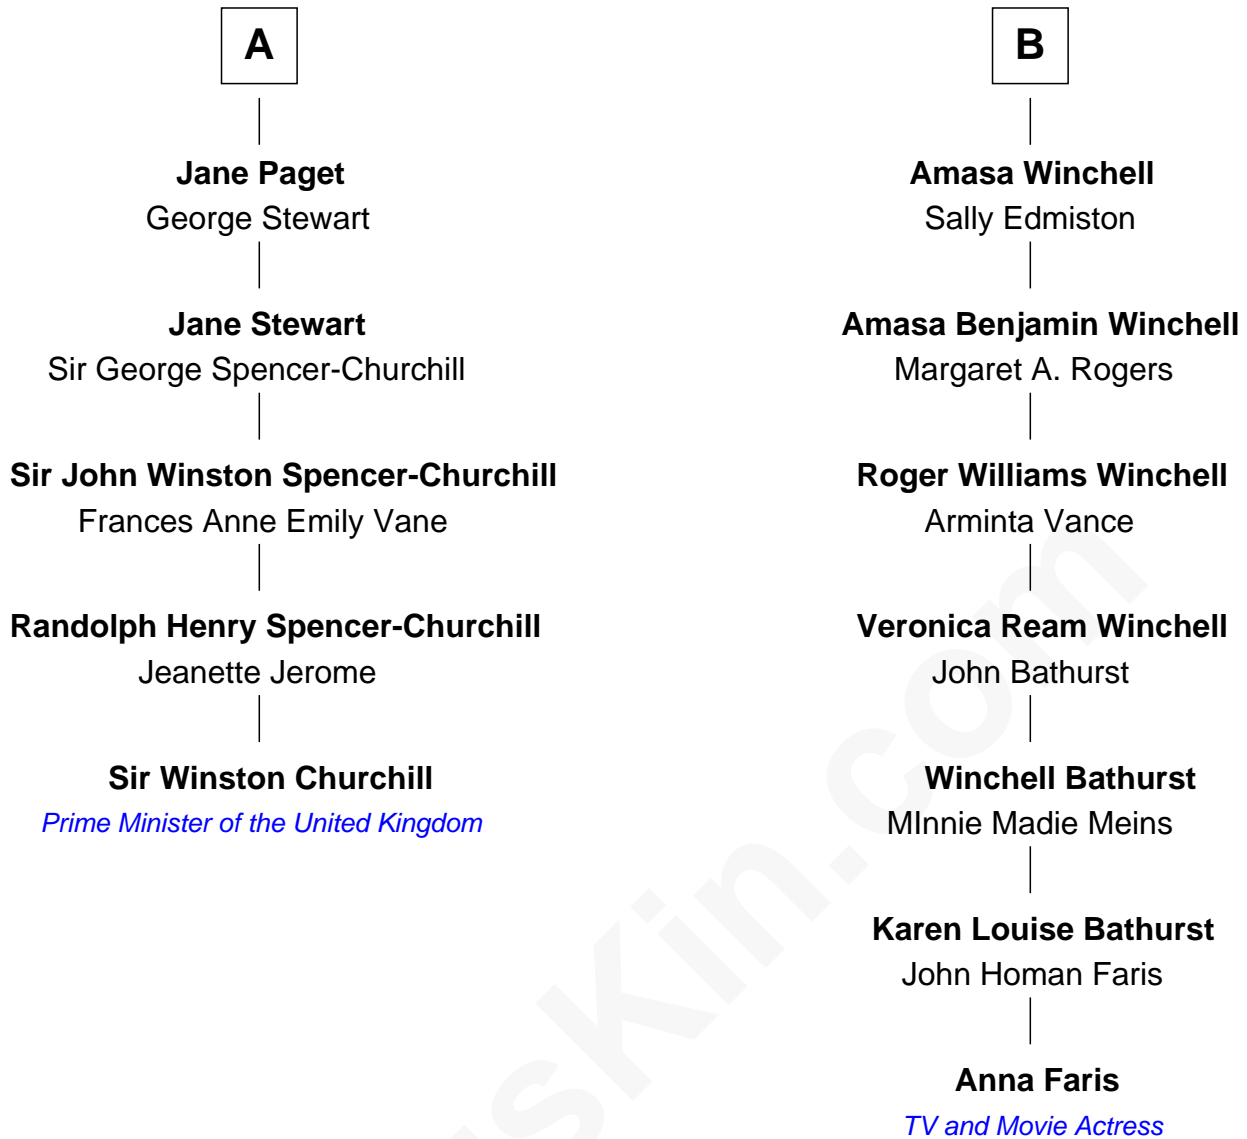 A
Jane Paget
George Stewart
Jane Stewart
Sir George Spencer-Churchill
Sir John Winston Spencer-Churchill
Frances Anne Emily Vane
Randolph Henry Spencer-Churchill
Jeanette Jerome
Sir Winston Churchill
Prime Minister of the United Kingdom
B
Amasa Winchell
Sally Edmiston
Amasa Benjamin Winchell
Margaret A. Rogers
Roger Williams Winchell
Arminta Vance
Veronica Ream Winchell
John Bathurst
Winchell Bathurst
MInnie Madie Meins
Karen Louise Bathurst
John Homan Faris
Anna Faris
TV and Movie Actress
sKin.com